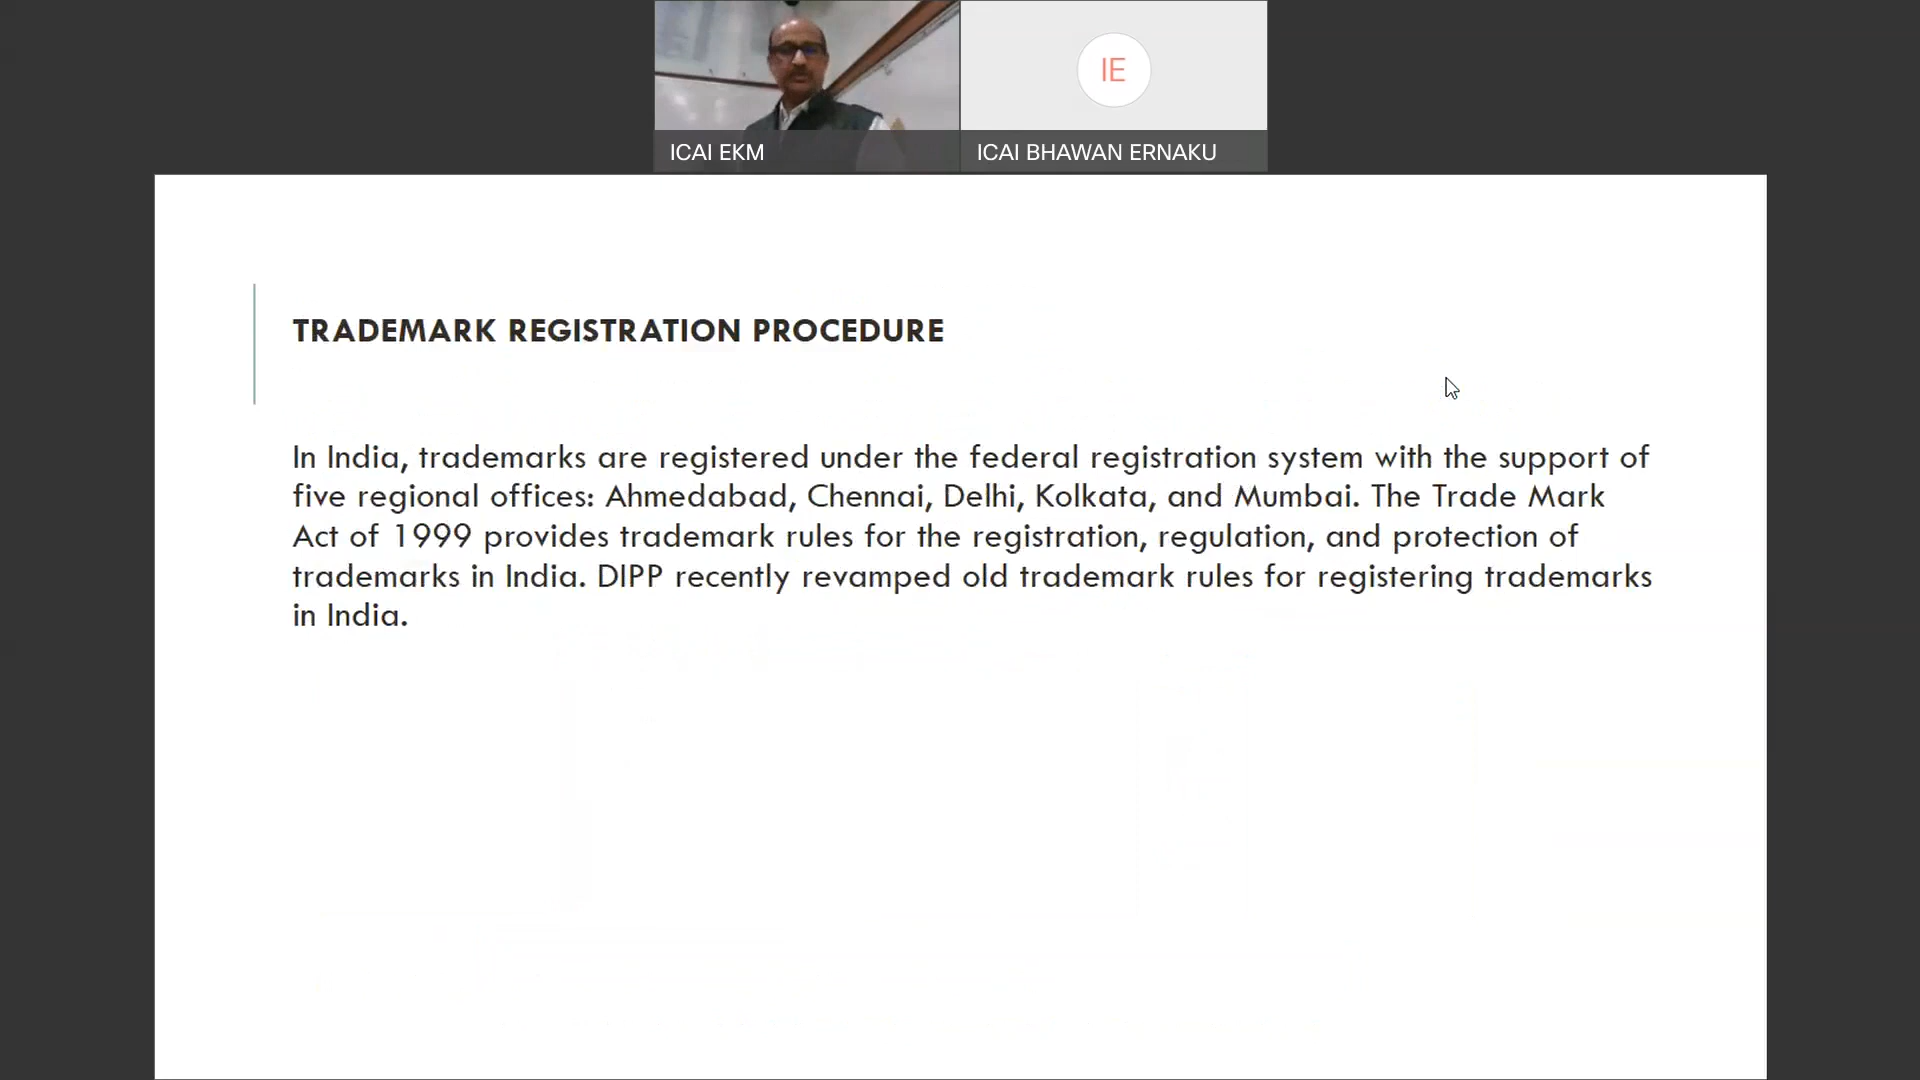 IE
ICAI EKM
ICAI BHAWAN ERNAKU
TRADEMARK REGISTRATION PROCEDURE
In India, trademarks are registered under the federal registration system with the support of
five regional offices: Ahmedabad, Chennai, Delhi, Kolkata, and Mumbai. The Trade Mark
Act of 1999 provides trademark rules for the registration, regulation, and protection of
trademarks in India. DIPP recently revamped old trademark rules for registering trademarks
in India.